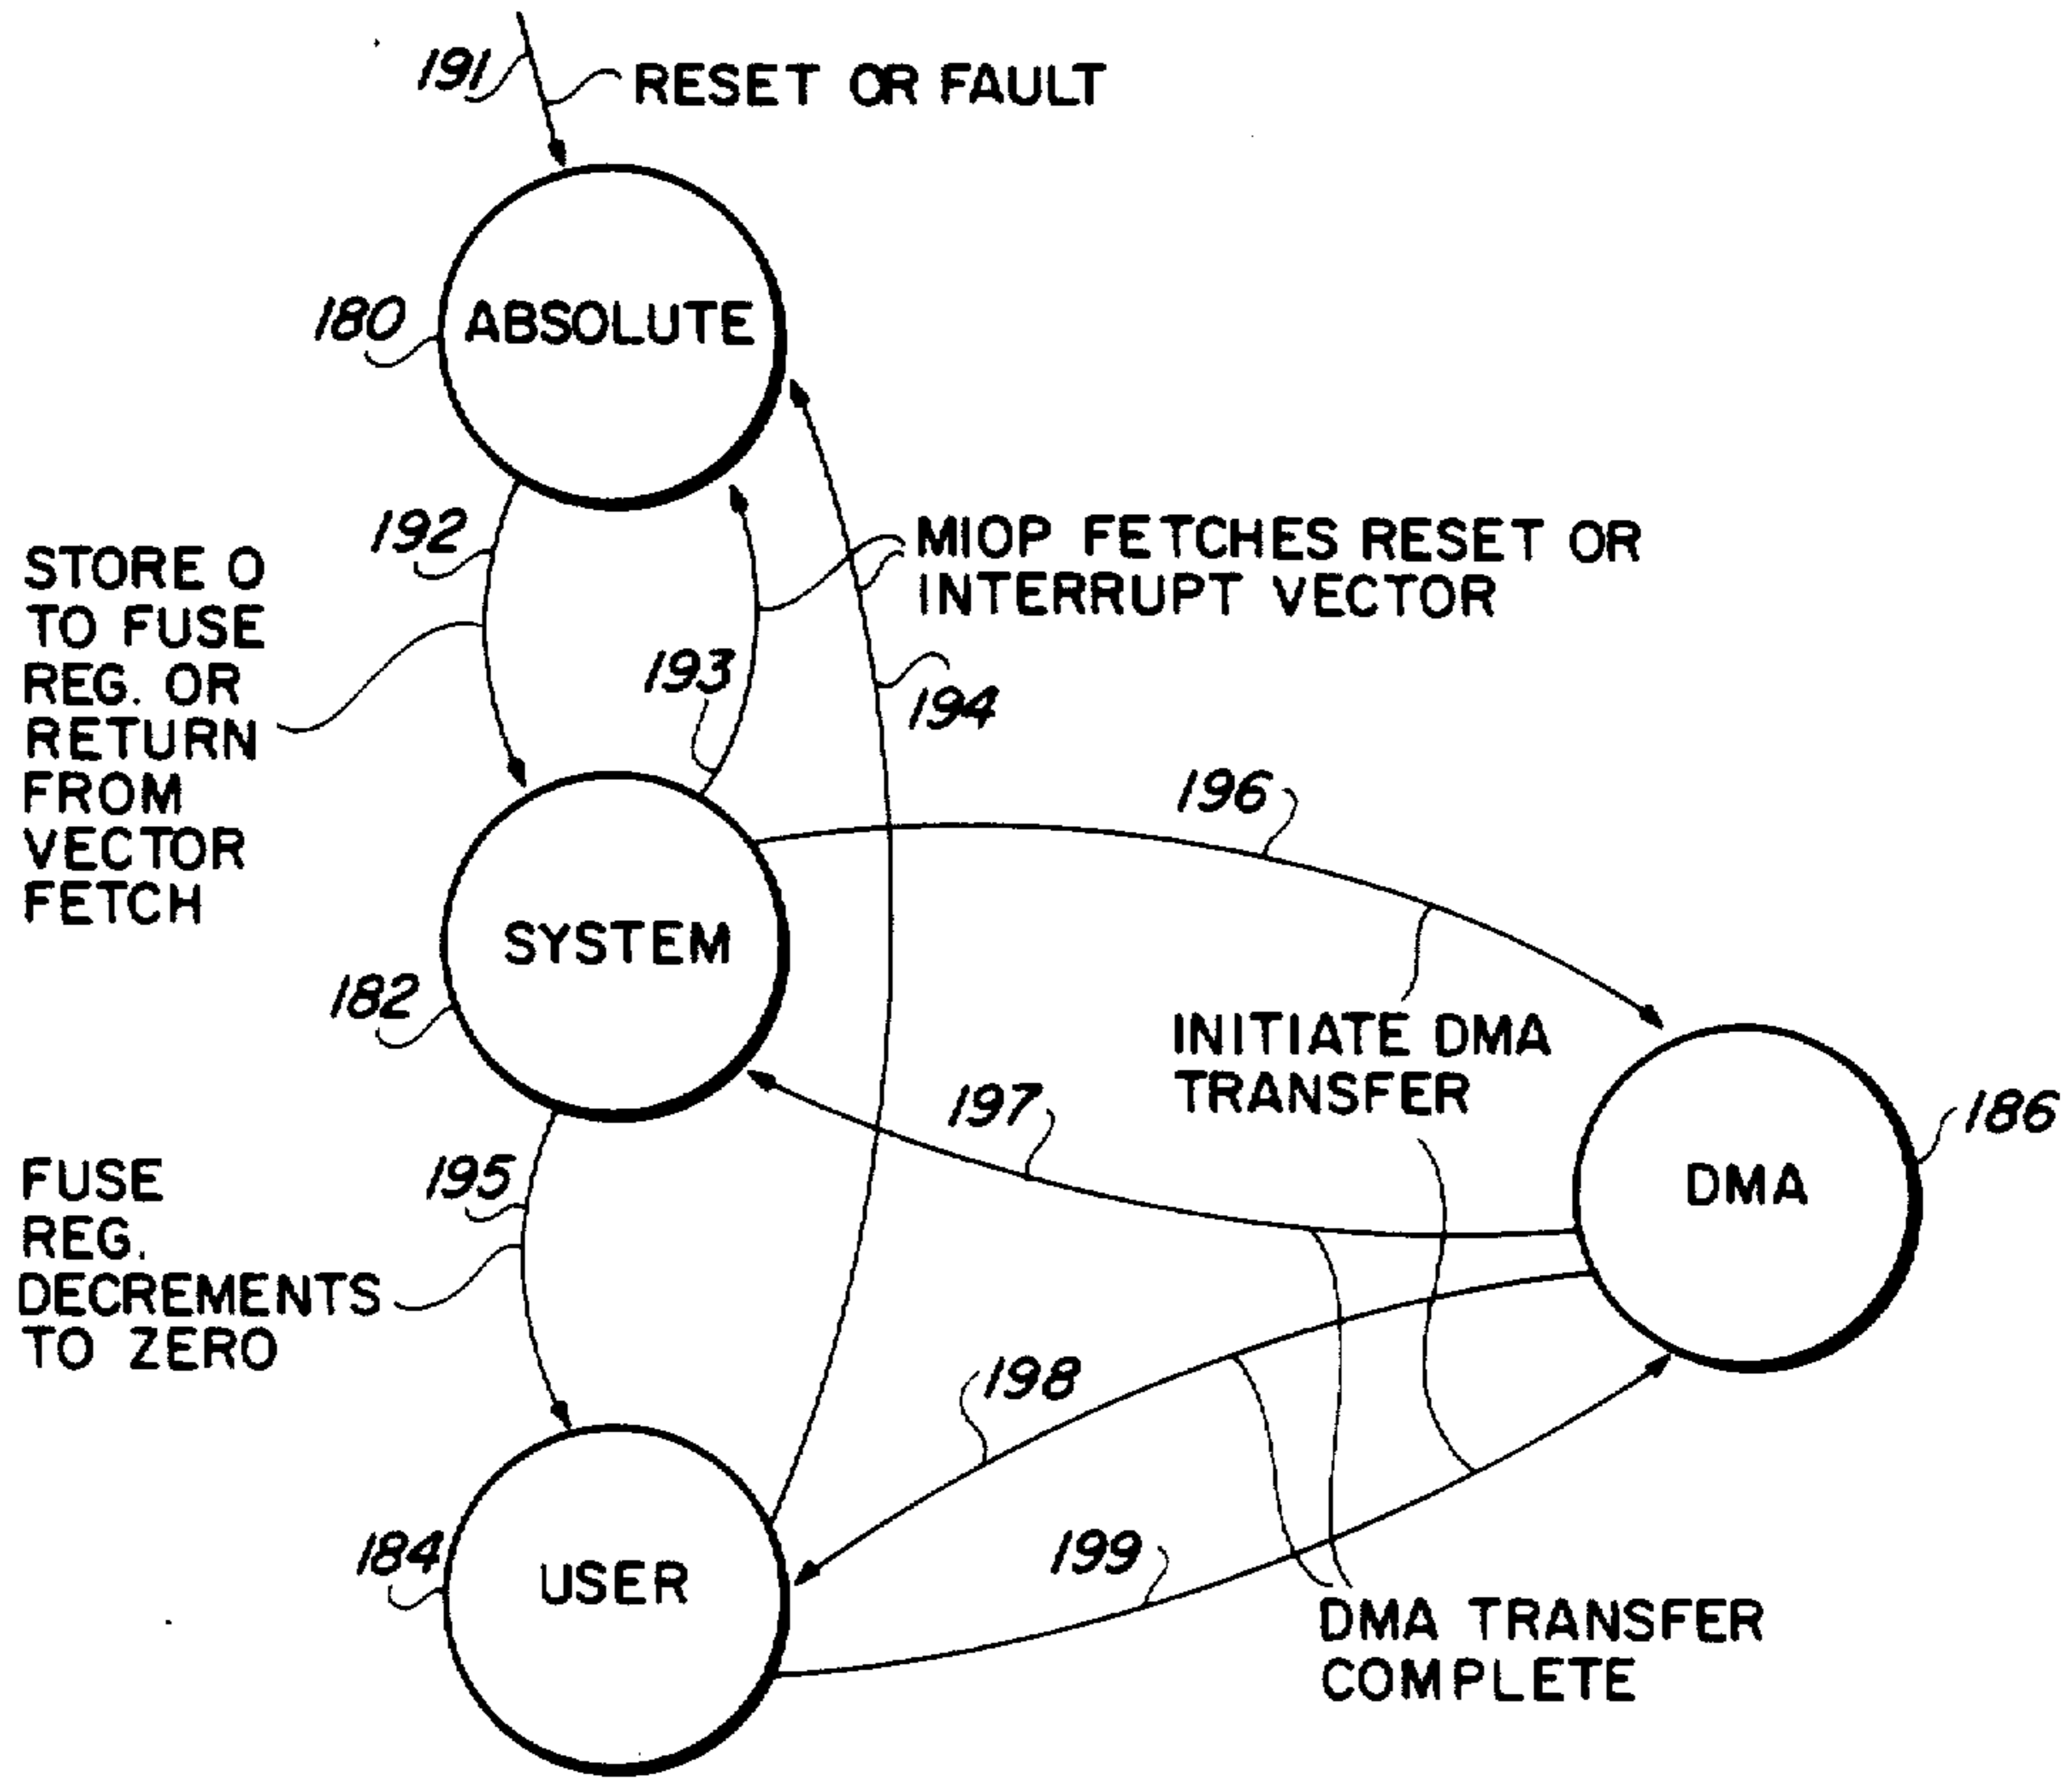 191
RESET OR FAULT
180
ABSOLUTE
192
STORE 0
TO FUSE
REG. OR
RETURN
FROM
VECTOR
FETCH
MIOP FETCHES RESET OR
INTERRUPT VECTOR
193
194
196
SYSTEM
182
INITIATE DMA
TRANSFER
197
186
DMA
195
FUSE
REG.
DECREMENTS
TO ZERO
198
184
USER
199
DMA TRANSFER
COMPLETE